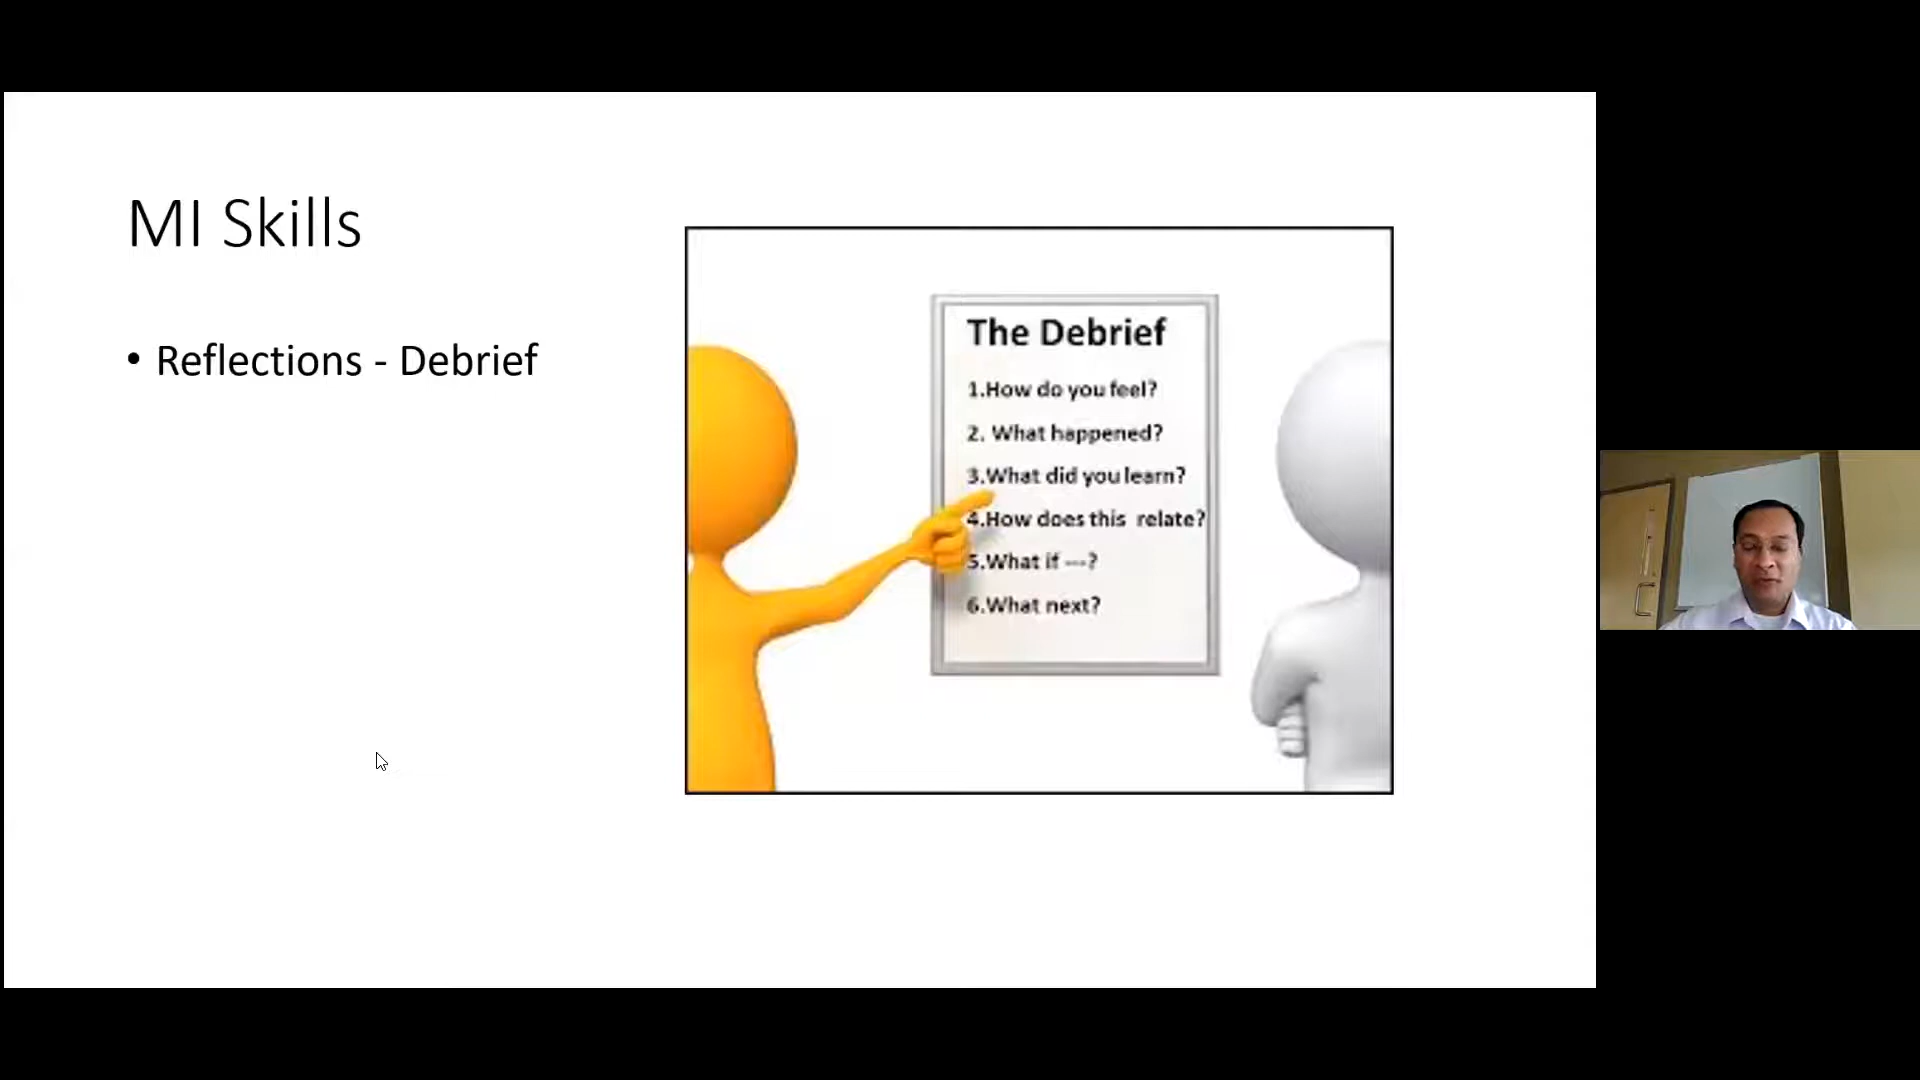 MI Skills
• Reflections - Debrief
The Debrief
1.How do you feel?
2. What happened?
3.What did you learn?
4.How does this relate?
5.What if ---?
6.What next?